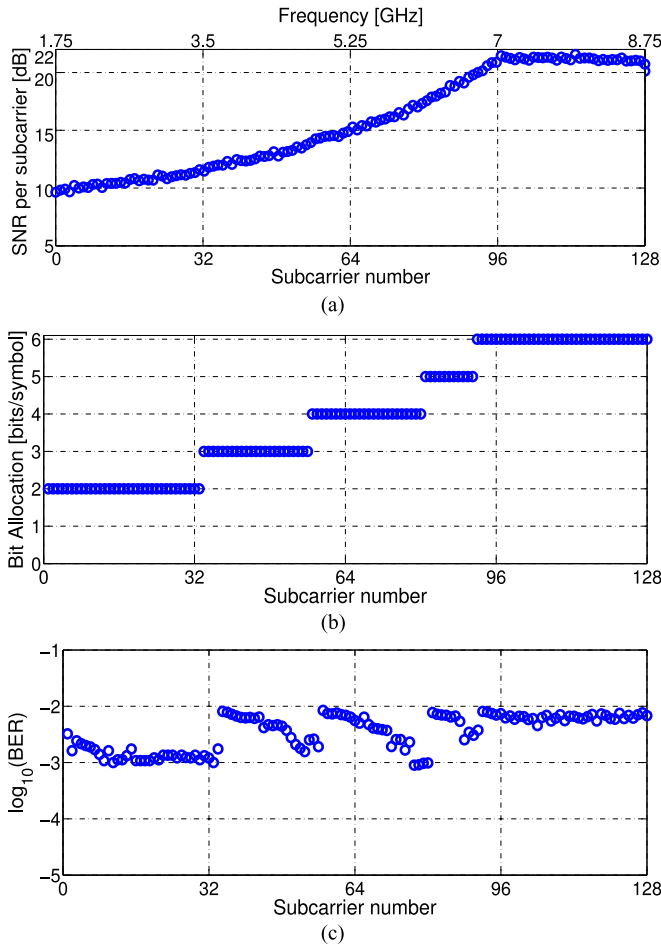 Frequency [GHz]
1.75 3.5 5.25 7 8.75
SNR per subcarrier [dB]
22
20
15
10
5
0 32 64 96 128
Subcarrier number
(a)
Bit Allocation [bits/symbol]
6
5
4
3
2
1
0
0 32 64 96 128
Subcarrier number
(b)
log10(BER)
−1
−2
−3
−4
−5
0 32 64 96 128
Subcarrier number
(c)